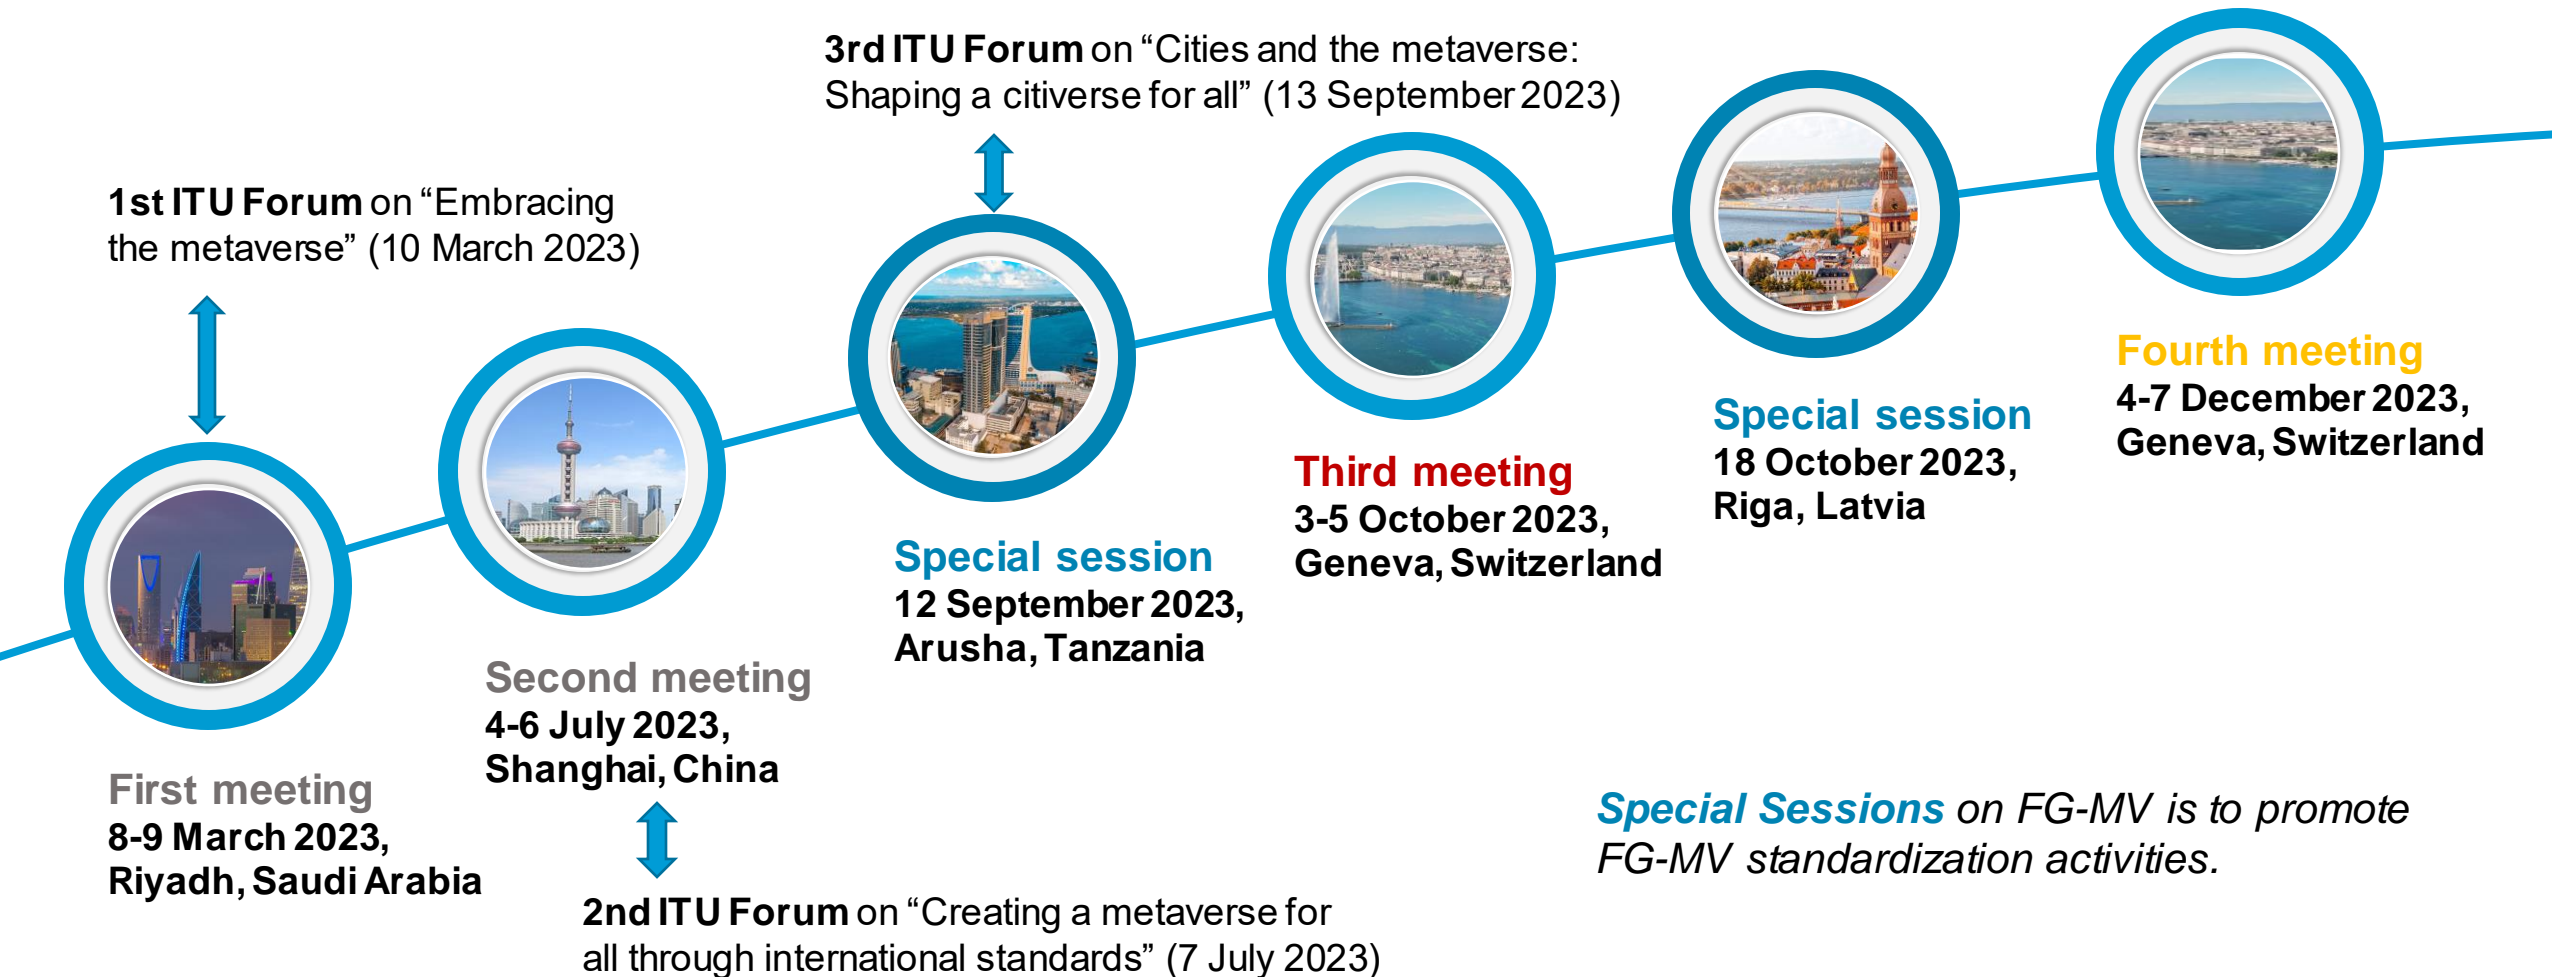 3rd ITU Forum on “Cities and the metaverse:
Shaping a citiverse for all” (13 September 2023)
1st ITU Forum on “Embracing
the metaverse” (10 March 2023)
First meeting
8-9 March 2023,
Riyadh, Saudi Arabia
Second meeting
4-6 July 2023,
Shanghai, China
2nd ITU Forum on “Creating a metaverse for
all through international standards” (7 July 2023)
Special session
12 September 2023,
Arusha, Tanzania
Third meeting
3-5 October 2023,
Geneva, Switzerland
Special session
18 October 2023,
Riga, Latvia
Fourth meeting
4-7 December 2023,
Geneva, Switzerland
Special Sessions on FG-MV is to promote
FG-MV standardization activities.